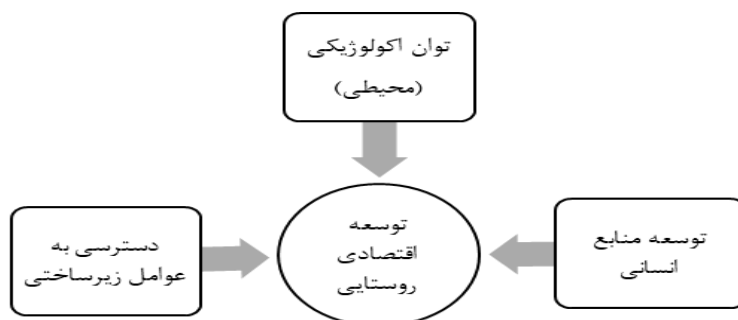 توان اکولوژیکی
(محیطی)
توسعه
اقتصادی
روستایی
توسعه منابع
انسانی
دسترسی به
عوامل زیرساختی